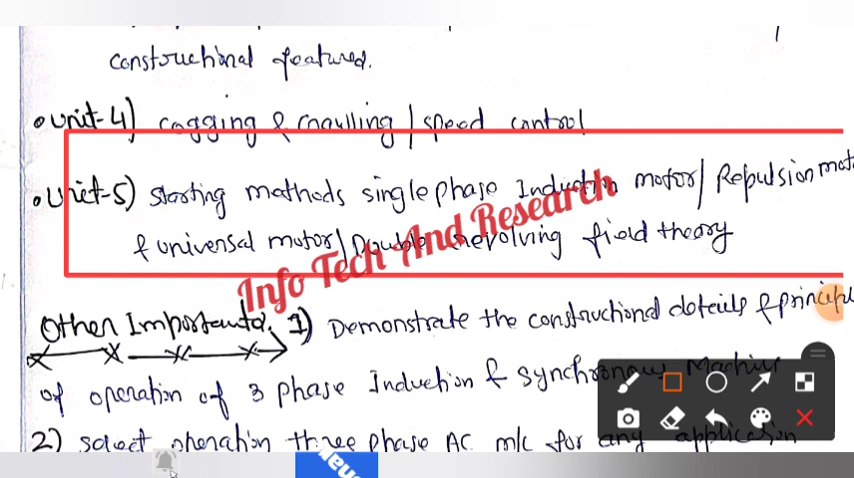 constructional featured.
• Unit-4) cogging & crawling / speed control
• Unit-5) starting methods single phase Induction motor / Repulsion mot
& universal motor / Double revolving field theory
Info Tech And Research
Other Important. 1) Demonstrate the constructional details & principle
of operation of 3 phase Induction & synchronous Machine
2) select operation three phase AC m/c for any application